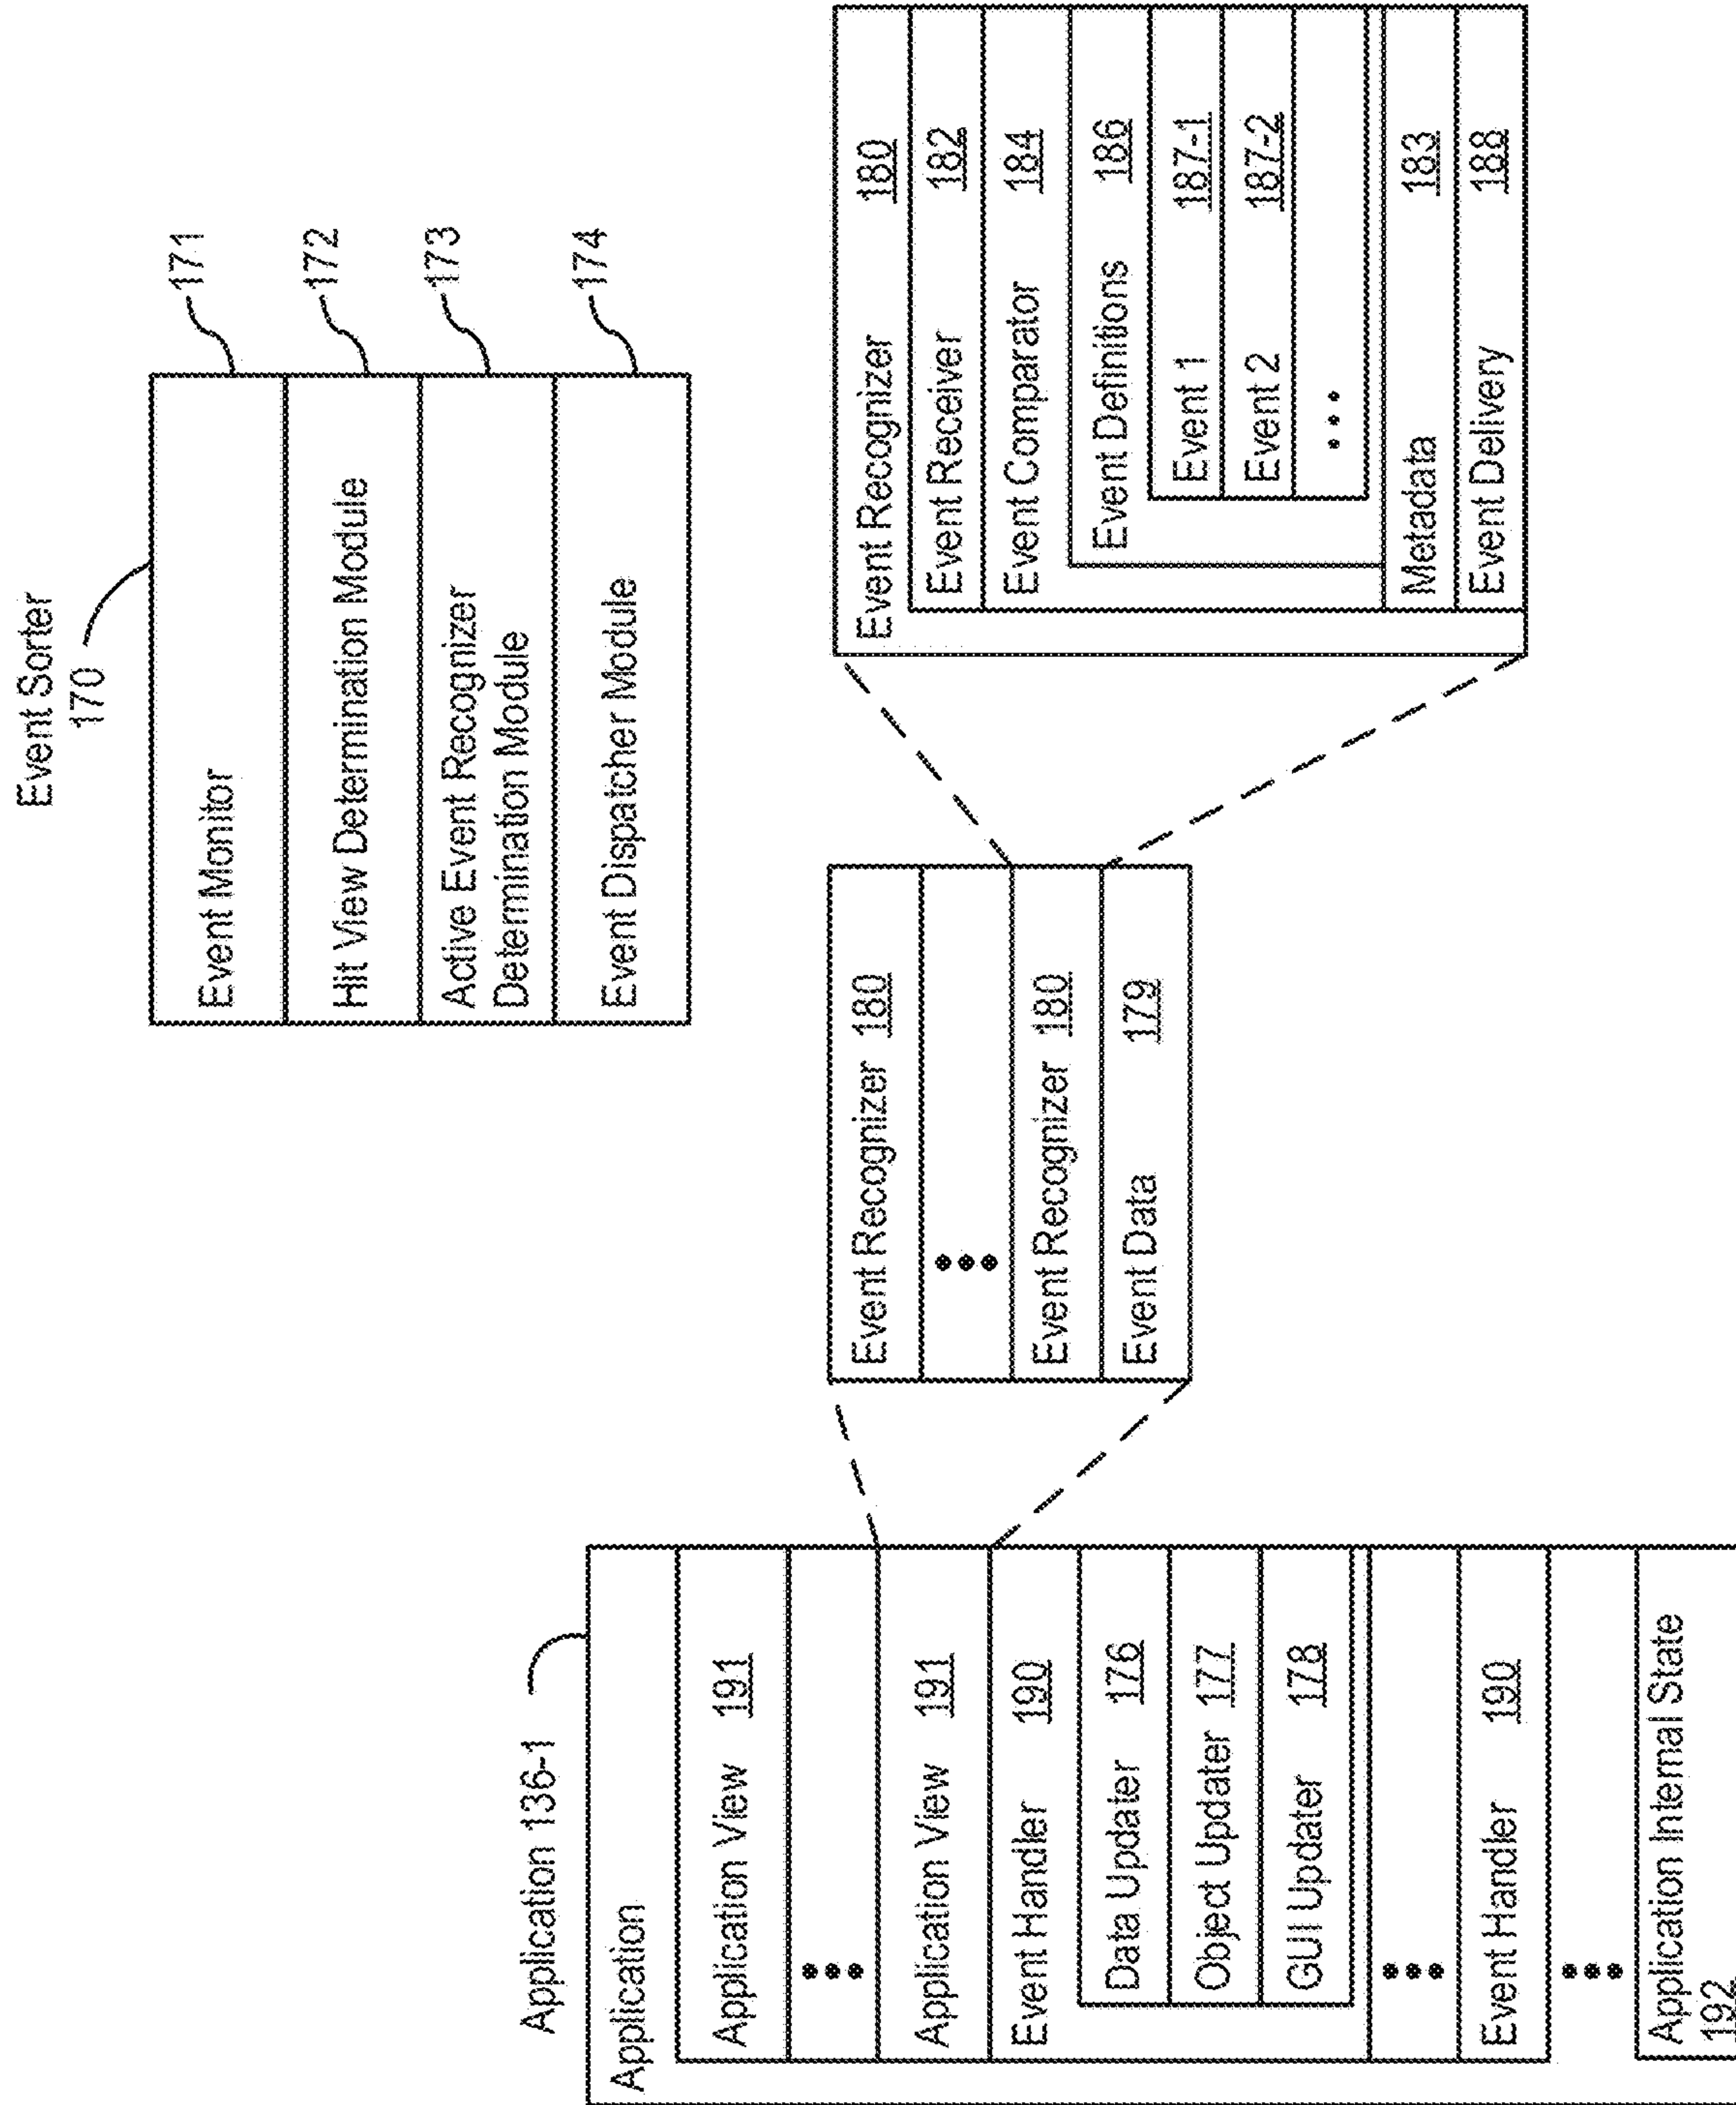 Event Sorter
170
Event Monitor 171
Hit View Determination Module 172
Active Event Recognizer 173
Determination Module
Event Dispatcher Module 174
Application 136-1
Application
Application View 191
•••
Application View 191
Event Handler 190
Data Updater 176
Object Updater 177
GUI Updater 178
•••
Event Handler 190
•••
Application Internal State
192
Event Recognizer 180
•••
Event Recognizer 180
Event Data 179
Event Recognizer 180
Event Receiver 182
Event Comparator 184
Event Definitions 186
Event 1 187-1
Event 2 187-2
•••
Metadata 183
Event Delivery 188